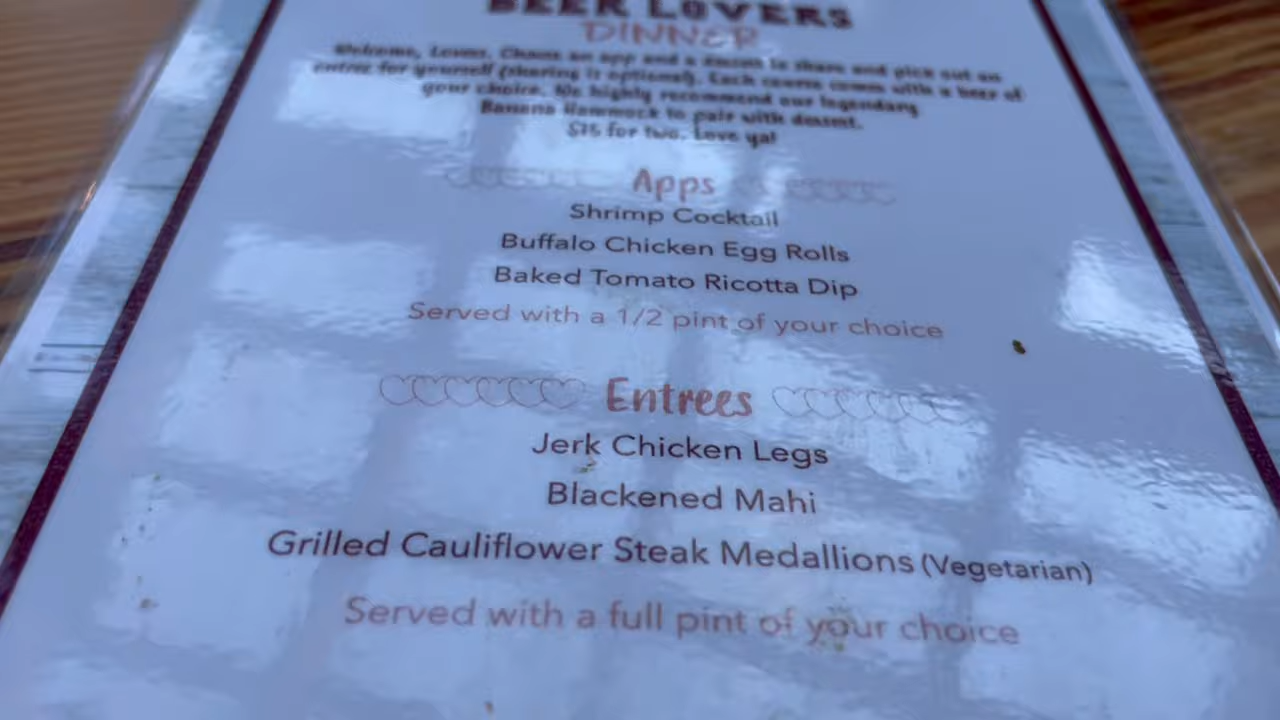 BEER LOVERS
DINNER
Welcome, Lovers. Choose an app and a dessert to share and pick out an
entree for yourself (sharing is optional). Each course comes with a beer of
your choice. We highly recommend our legendary
Banana Hammock to pair with dessert.
for two. Love ya!
Apps
Shrimp Cocktail
Buffalo Chicken Egg Rolls
Baked Tomato Ricotta Dip
Served with a 1/2 pint of your choice
Entrees
Jerk Chicken Legs
Blackened Mahi
Grilled Cauliflower Steak Medallions (Vegetarian)
Served with a full pint of your choice